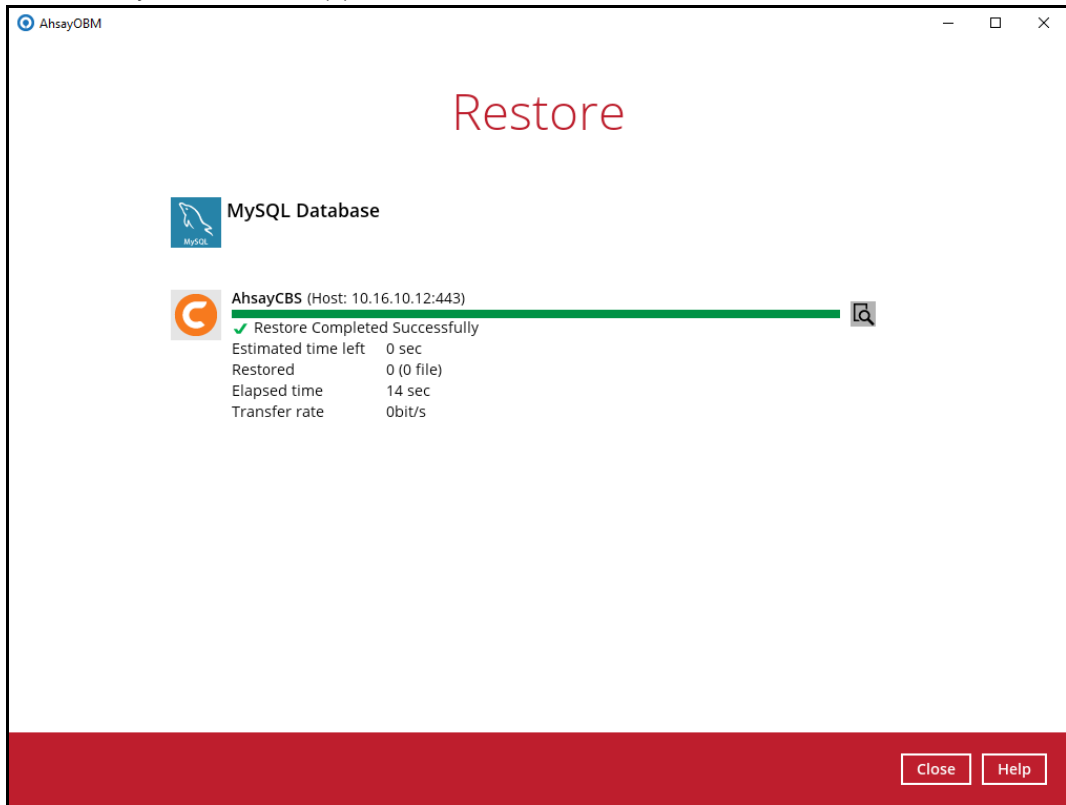 AhsayOBM
Restore
MySQL Database
MySQL
AhsayCBS (Host: 10.16.10.12:443)
Restore Completed Successfully
Estimated time left 0 sec
Restored 0 (0 file)
Elapsed time 14 sec
Transfer rate 0bit/s
Close Help